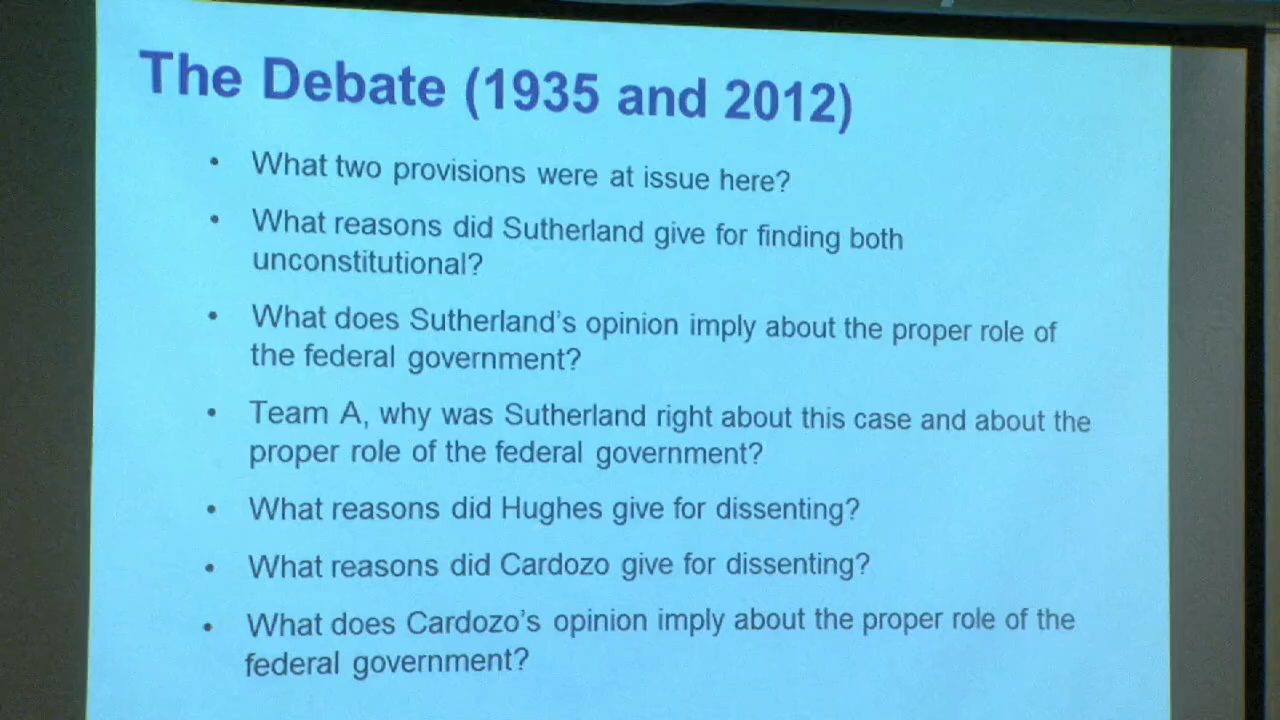 The Debate (1935 and 2012)
• What two provisions were at issue here?
• What reasons did Sutherland give for finding both
unconstitutional?
• What does Sutherland's opinion imply about the proper role of
the federal government?
• Team A, why was Sutherland right about this case and about the
proper role of the federal government?
• What reasons did Hughes give for dissenting?
• What reasons did Cardozo give for dissenting?
• What does Cardozo's opinion imply about the proper role of the
federal government?